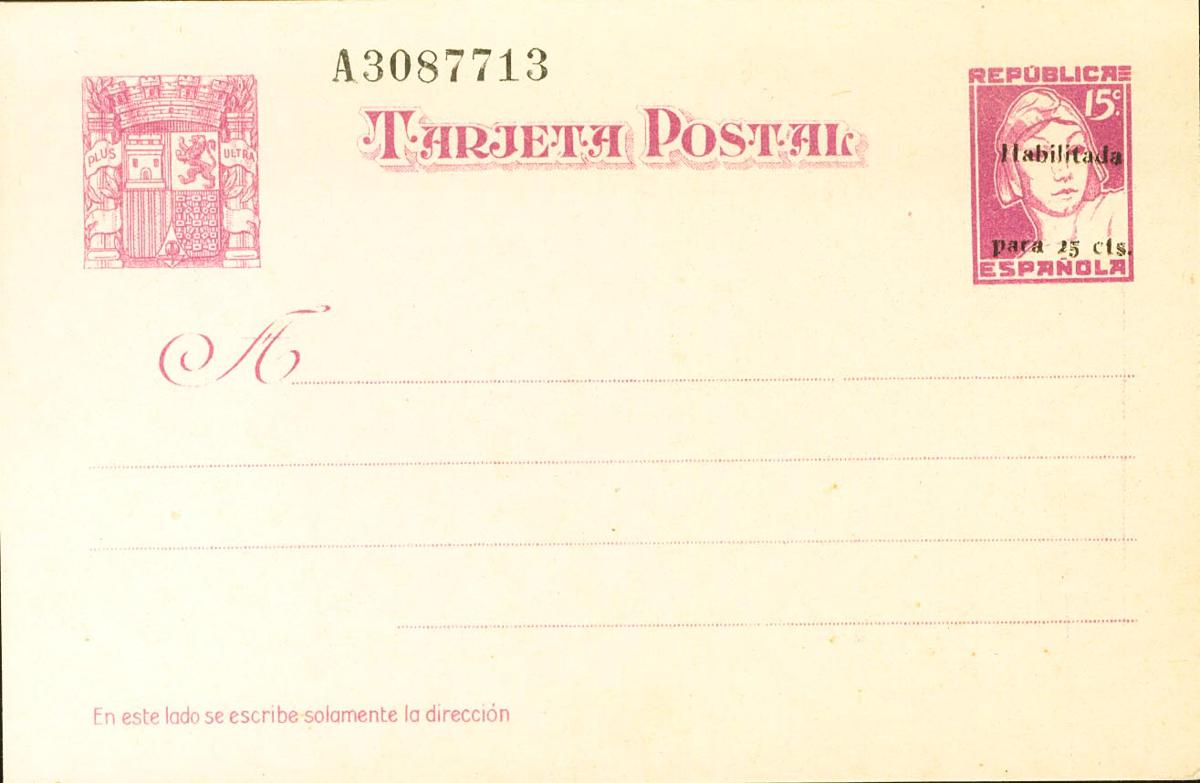 A3087713
TARJETA POSTAL
PLUS ULTRA
REPÚBLICA
15c.
Habilitada
para 25 cts.
ESPAÑOLA
A
En este lado se escribe solamente la dirección